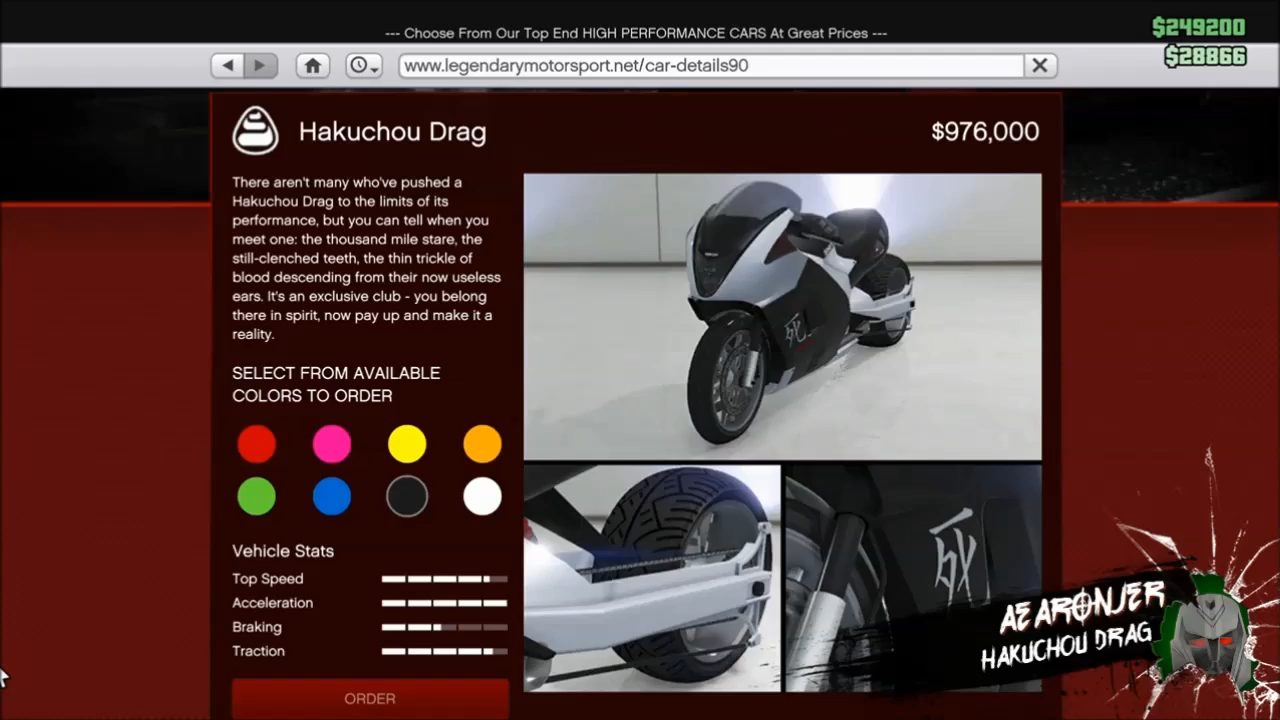 --- Choose From Our Top End HIGH PERFORMANCE CARS At Great Prices ---
$249200
$28866
www.legendarymotorsport.net/car-details90
Hakuchou Drag
$976,000
There aren't many who've pushed a
Hakuchou Drag to the limits of its
performance, but you can tell when you
meet one: the thousand mile stare, the
still-clenched teeth, the thin trickle of
blood descending from their now useless
ears. It's an exclusive club - you belong
there in spirit, now pay up and make it a
reality.
SELECT FROM AVAILABLE
COLORS TO ORDER
Vehicle Stats
Top Speed
Acceleration
Braking
Traction
ORDER
死
死
AEARONJER
HAKUCHOU DRAG